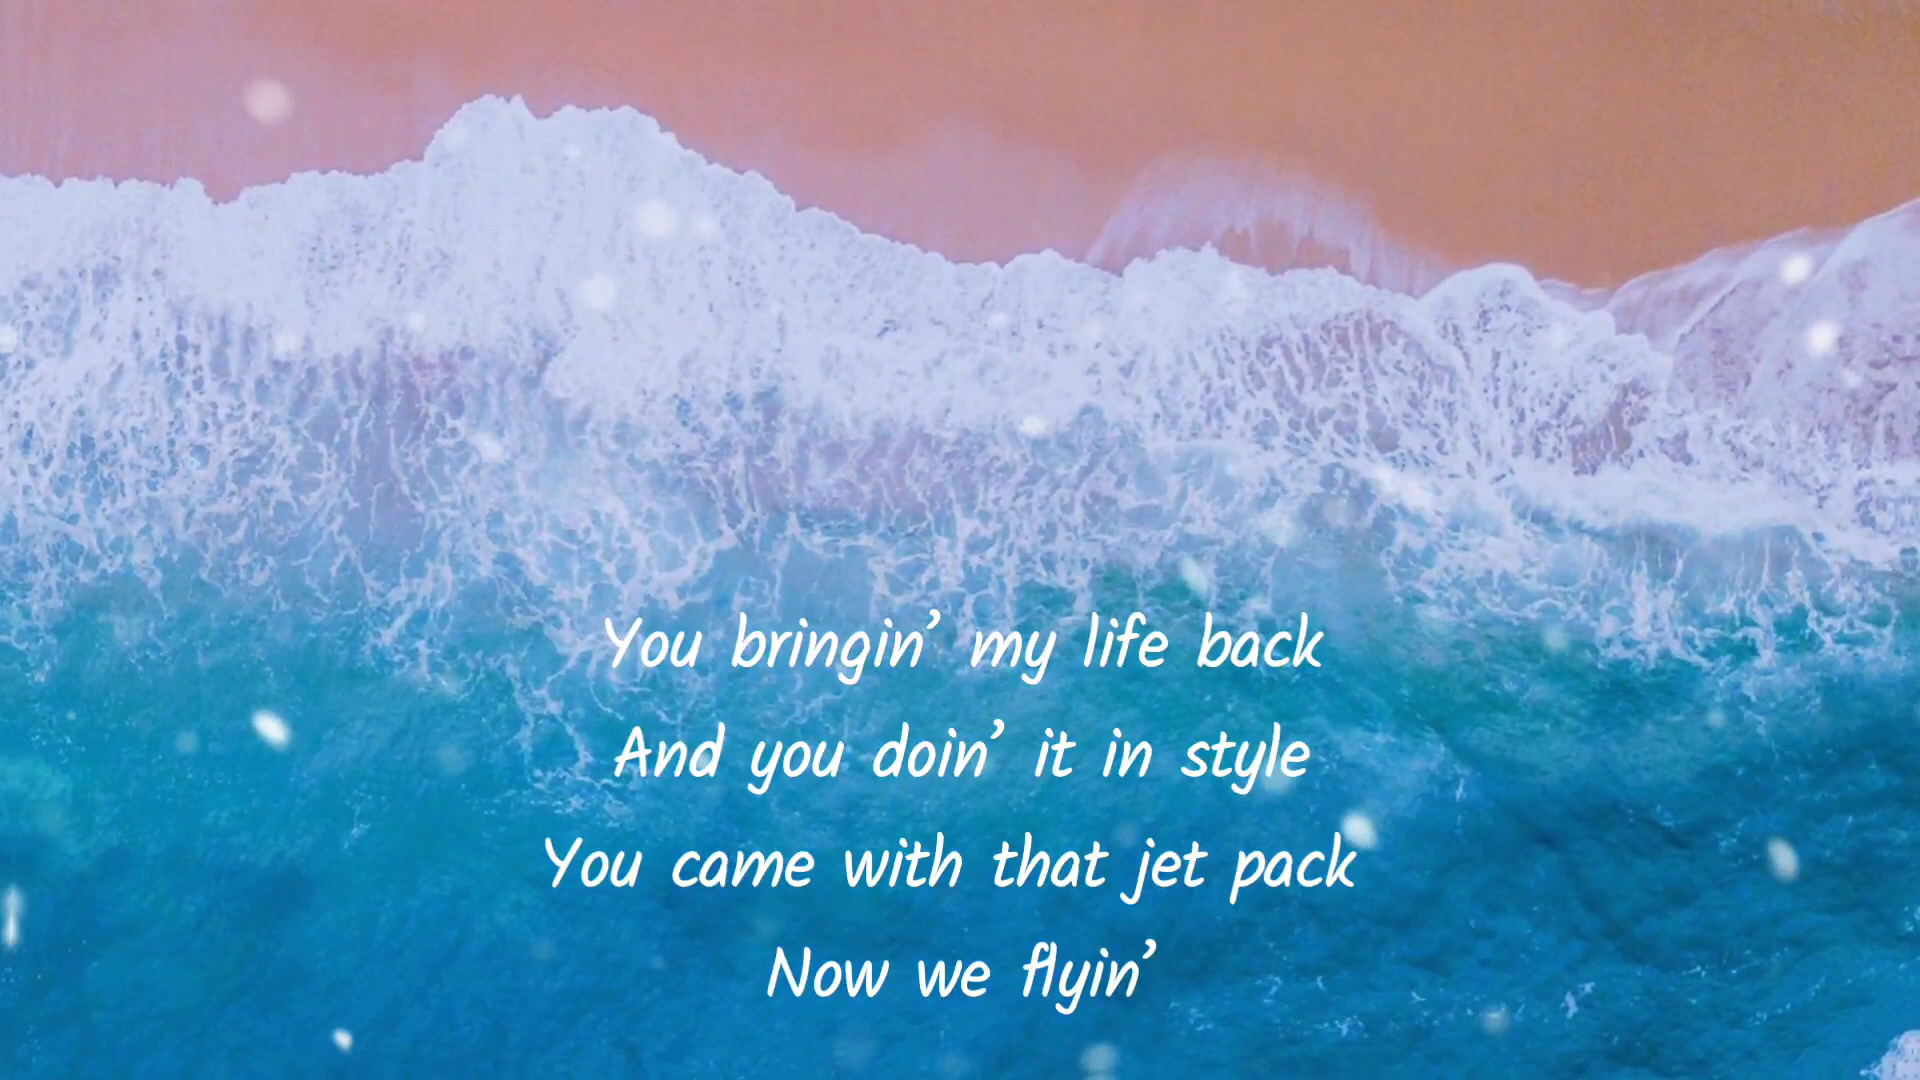 You bringin’ my life back
And you doin’ it in style
You came with that jet pack
Now we flyin’